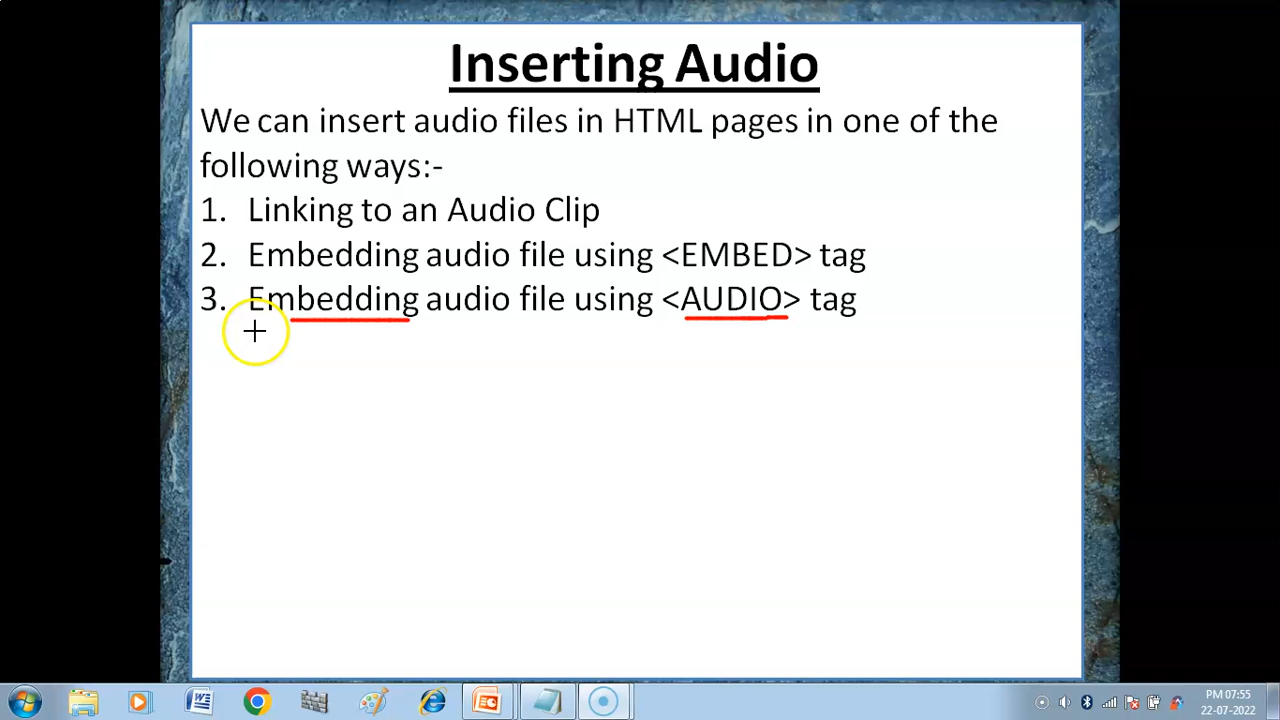 Inserting Audio
We can insert audio files in HTML pages in one of the
following ways:-
1. Linking to an Audio Clip
2. Embedding audio file using <EMBED> tag
3. Embedding audio file using <AUDIO> tag
PM 07:55
22-07-2022